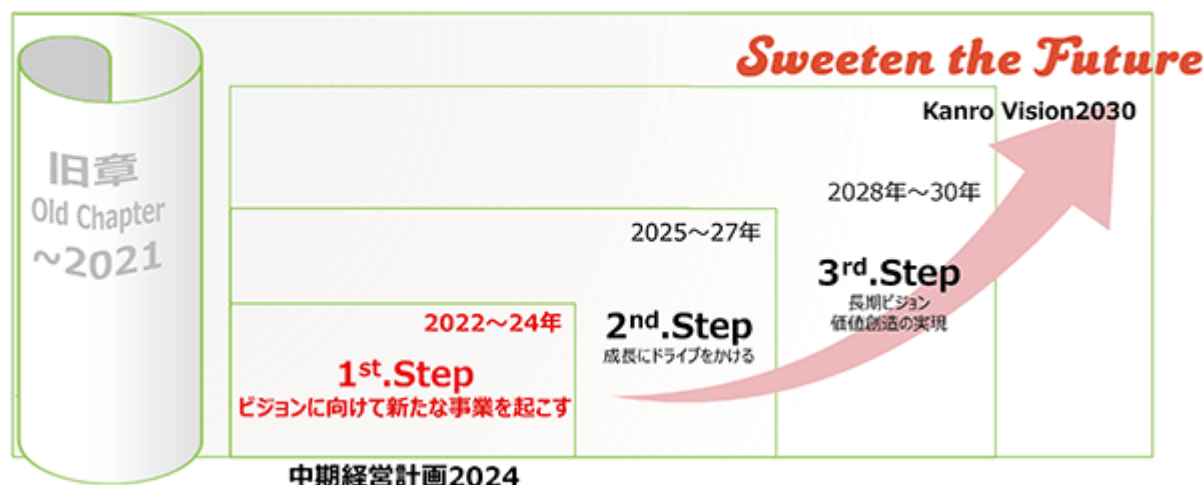 Sweeten the Future
Kanro Vision2030
旧章
Old Chapter
~2021
2028年～30年
3rd.Step
長期ビジョン
価値創造の実現
2025～27年
2nd.Step
成長にドライブをかける
2022～24年
1st.Step
ビジョンに向けて新たな事業を起こす
中期経営計画2024